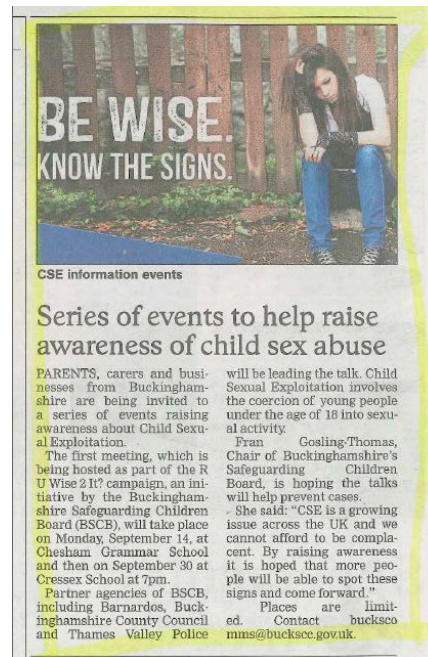 BE WISE.
KNOW THE SIGNS.
CSE information events
Series of events to help raise
awareness of child sex abuse
PARENTS, carers and busi-
nesses from Buckingham-
shire are being invited to
a series of events raising
awareness about Child Sexu-
al Exploitation.
The first meeting, which is
being hosted as part of the R
U Wise 2 It? campaign, an ini-
tiative by the Buckingham-
shire Safeguarding Children
Board (BSCB), will take place
on Monday, September 14, at
Chesham Grammar School
and then on September 30 at
Cressex School at 7pm.
Partner agencies of BSCB,
including Barnardos, Buck-
inghamshire County Council
and Thames Valley Police
will be leading the talk. Child
Sexual Exploitation involves
the coercion of young people
under the age of 18 into sexu-
al activity.
Fran Gosling-Thomas,
Chair of Buckinghamshire's
Safeguarding Children
Board, is hoping the talks
will help prevent cases.
She said: "CSE is a growing
issue across the UK and we
cannot afford to be compla-
cent. By raising awareness
it is hoped that more peo-
ple will be able to spot these
signs and come forward."
Places are limit-
ed. Contact bucksco
mms@buckscc.gov.uk.